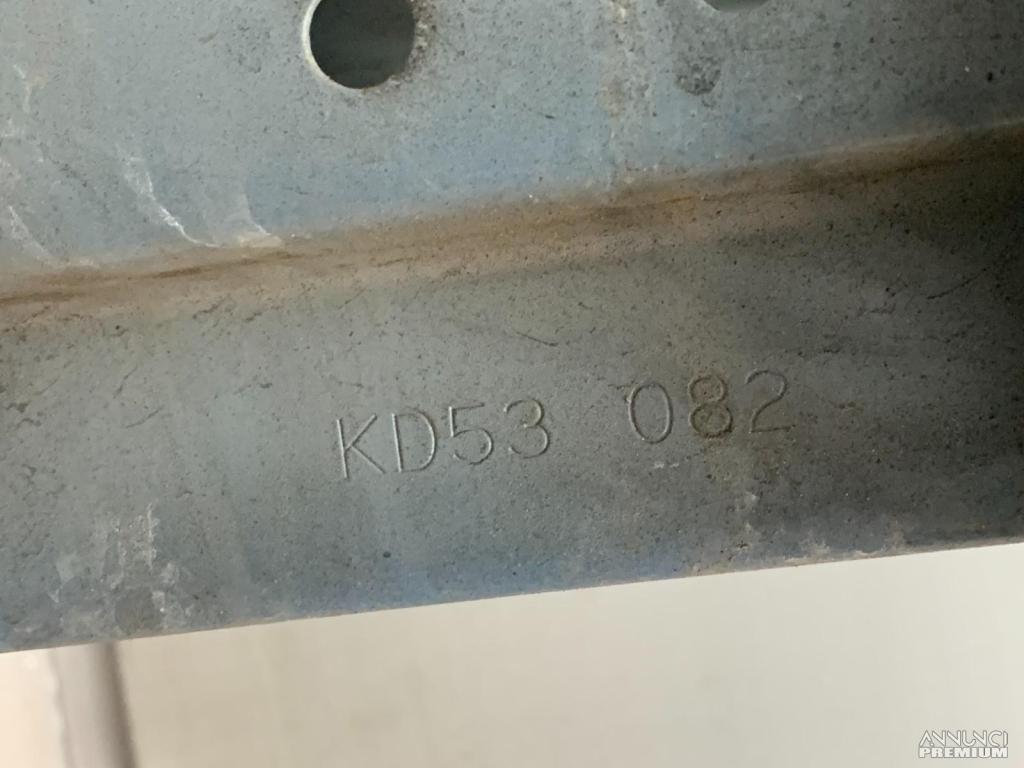 KD53 082
ANNUNCI
PREMIUM